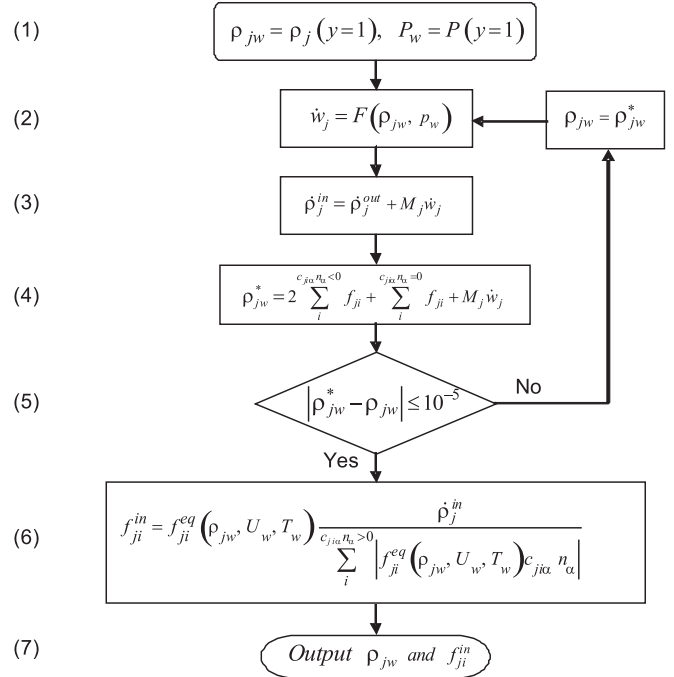 (1) ρ_jw = ρ_j (y=1), P_w = P (y=1)
(2) ẇ_j = F(ρ_jw, p_w)
ρ_jw = ρ*_jw
(3) ρ̇_j^in = ρ̇_j^out + M_j ẇ_j
(4) ρ*_jw = 2 ∑_i^{c_jiα n_α<0} f_ji + ∑_i^{c_jiα n_α=0} f_ji + M_j ẇ_j
(5) |ρ*_jw − ρ_jw| ≤ 10^−5
No
Yes
(6) f_ji^in = f_ji^eq (ρ_jw, U_w, T_w) ρ̇_j^in / ∑_i^{c_jiα n_α>0} |f_ji^eq (ρ_jw, U_w, T_w) c_jiα n_α|
(7) Output ρ_jw and f_ji^in